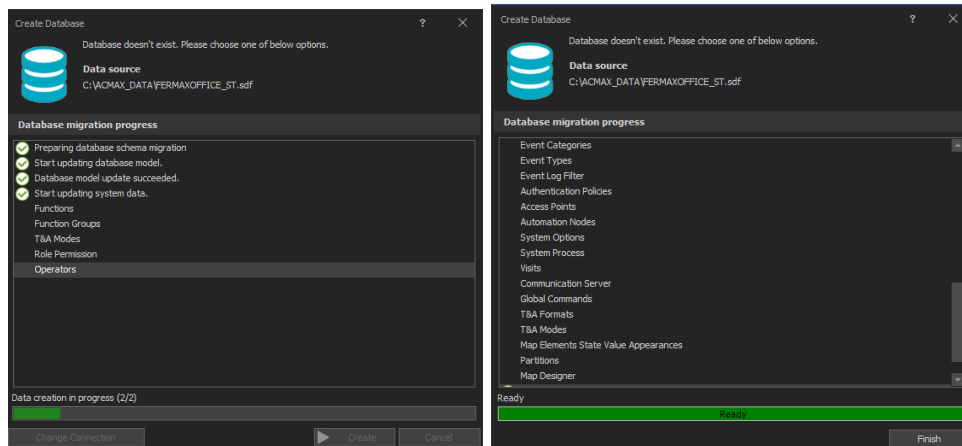 Create Database ?
Database doesn't exist. Please choose one of below options.
Data source
C:\ACMAX_DATA\FERMAXOFFICE_ST.sdf
Database migration progress
Preparing database schema migration
Start updating database model.
Database model update succeeded.
Start updating system data.
Functions
Function Groups
T&A Modes
Role Permission
Operators
Data creation in progress (2/2)
Change Connection
Create
Cancel
Create Database ?
Database doesn't exist. Please choose one of below options.
Data source
C:\ACMAX_DATA\FERMAXOFFICE_ST.sdf
Database migration progress
Event Categories
Event Types
Event Log Filter
Authentication Policies
Access Points
Automation Nodes
System Options
System Process
Visits
Communication Server
Global Commands
T&A Formats
T&A Modes
Map Elements State Value Appearances
Partitions
Map Designer
Ready
Ready
Finish